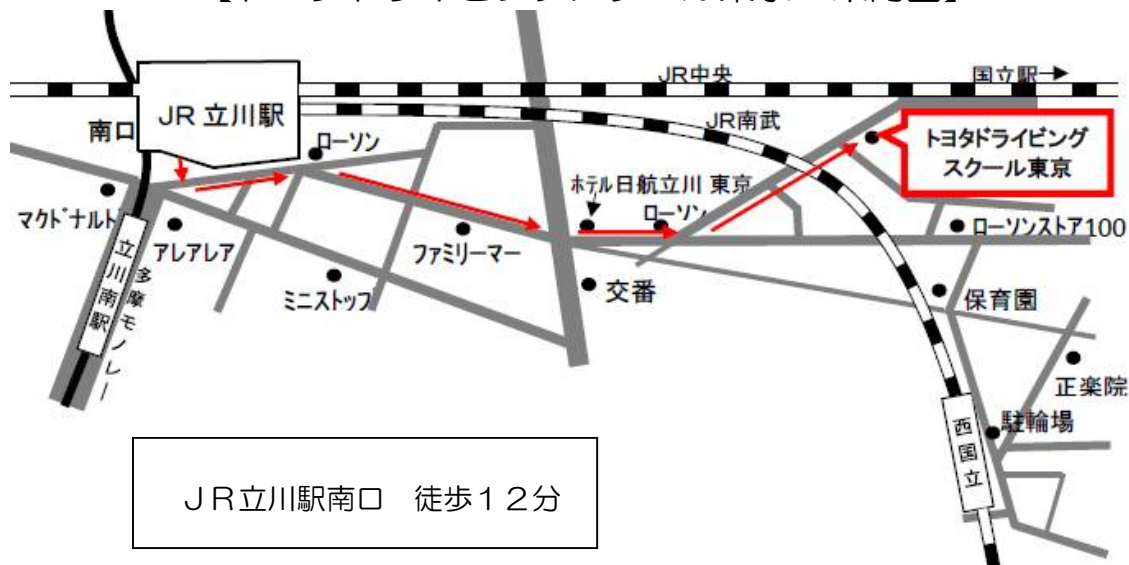 JR中央
国立駅→
JR立川駅
南口
ローソン
JR南武
トヨタドライビング
スクール東京
ホテル日航立川 東京
ローソン
マクドナルト
アレアレア
ファミリーマー
ローソンストア100
立川南駅
多摩モノレー
ミニストップ
交番
保育園
正楽院
駐輪場
西国立
JR立川駅南口 徒歩12分